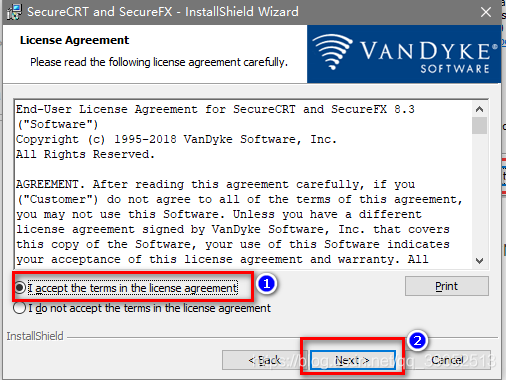 SecureCRT and SecureFX - InstallShield Wizard
License Agreement
Please read the following license agreement carefully.
VANDYKE
SOFTWARE
End-User License Agreement for SecureCRT and SecureFX 8.3
("Software")
Copyright (c) 1995-2018 VanDyke Software, Inc.
All Rights Reserved.
AGREEMENT. After reading this agreement carefully, if you
("Customer") do not agree to all of the terms of this agreement,
you may not use this Software. Unless you have a different
license agreement signed by VanDyke Software, Inc. that covers
this copy of the Software, your use of this Software indicates
your acceptance of this license agreement and warranty. All
I accept the terms in the license agreement
1
Print
I do not accept the terms in the license agreement
InstallShield
2
< Back
Next >
Cancel